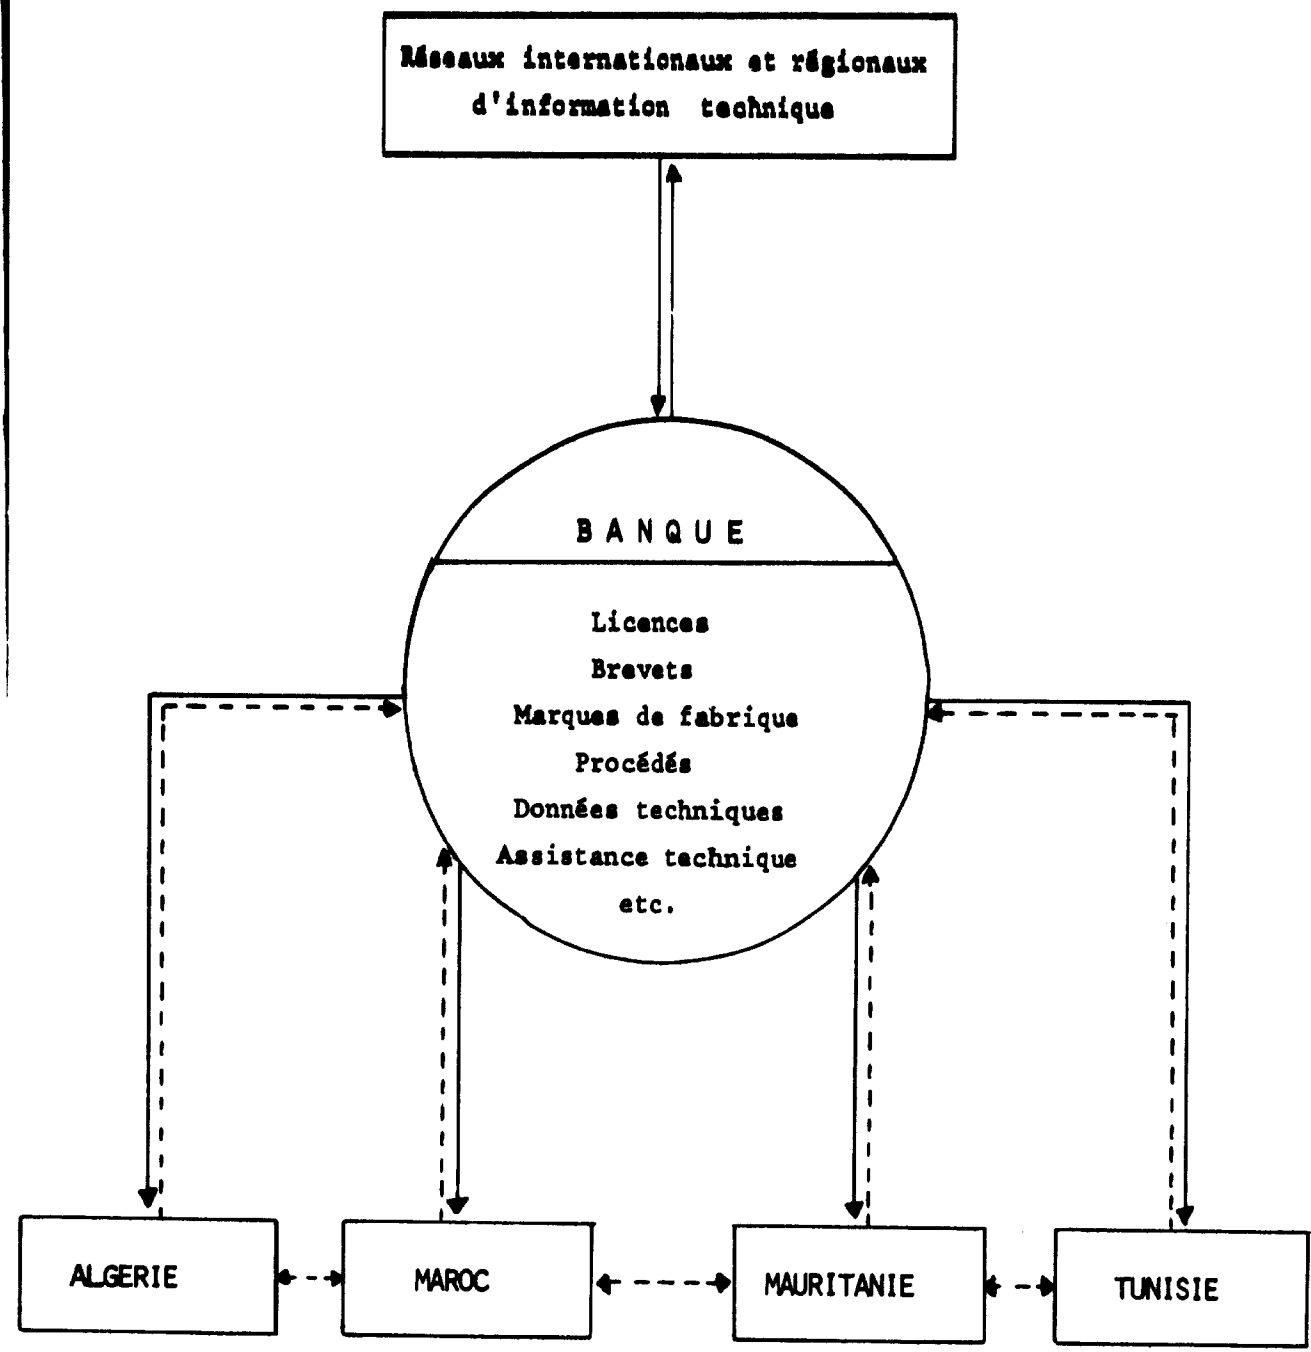 Réseaux internationaux et régionaux
d'information technique
BANQUE
Licences
Brevets
Marques de fabrique
Procédés
Données techniques
Assistance technique
etc.
ALGERIE
MAROC
MAURITANIE
TUNISIE